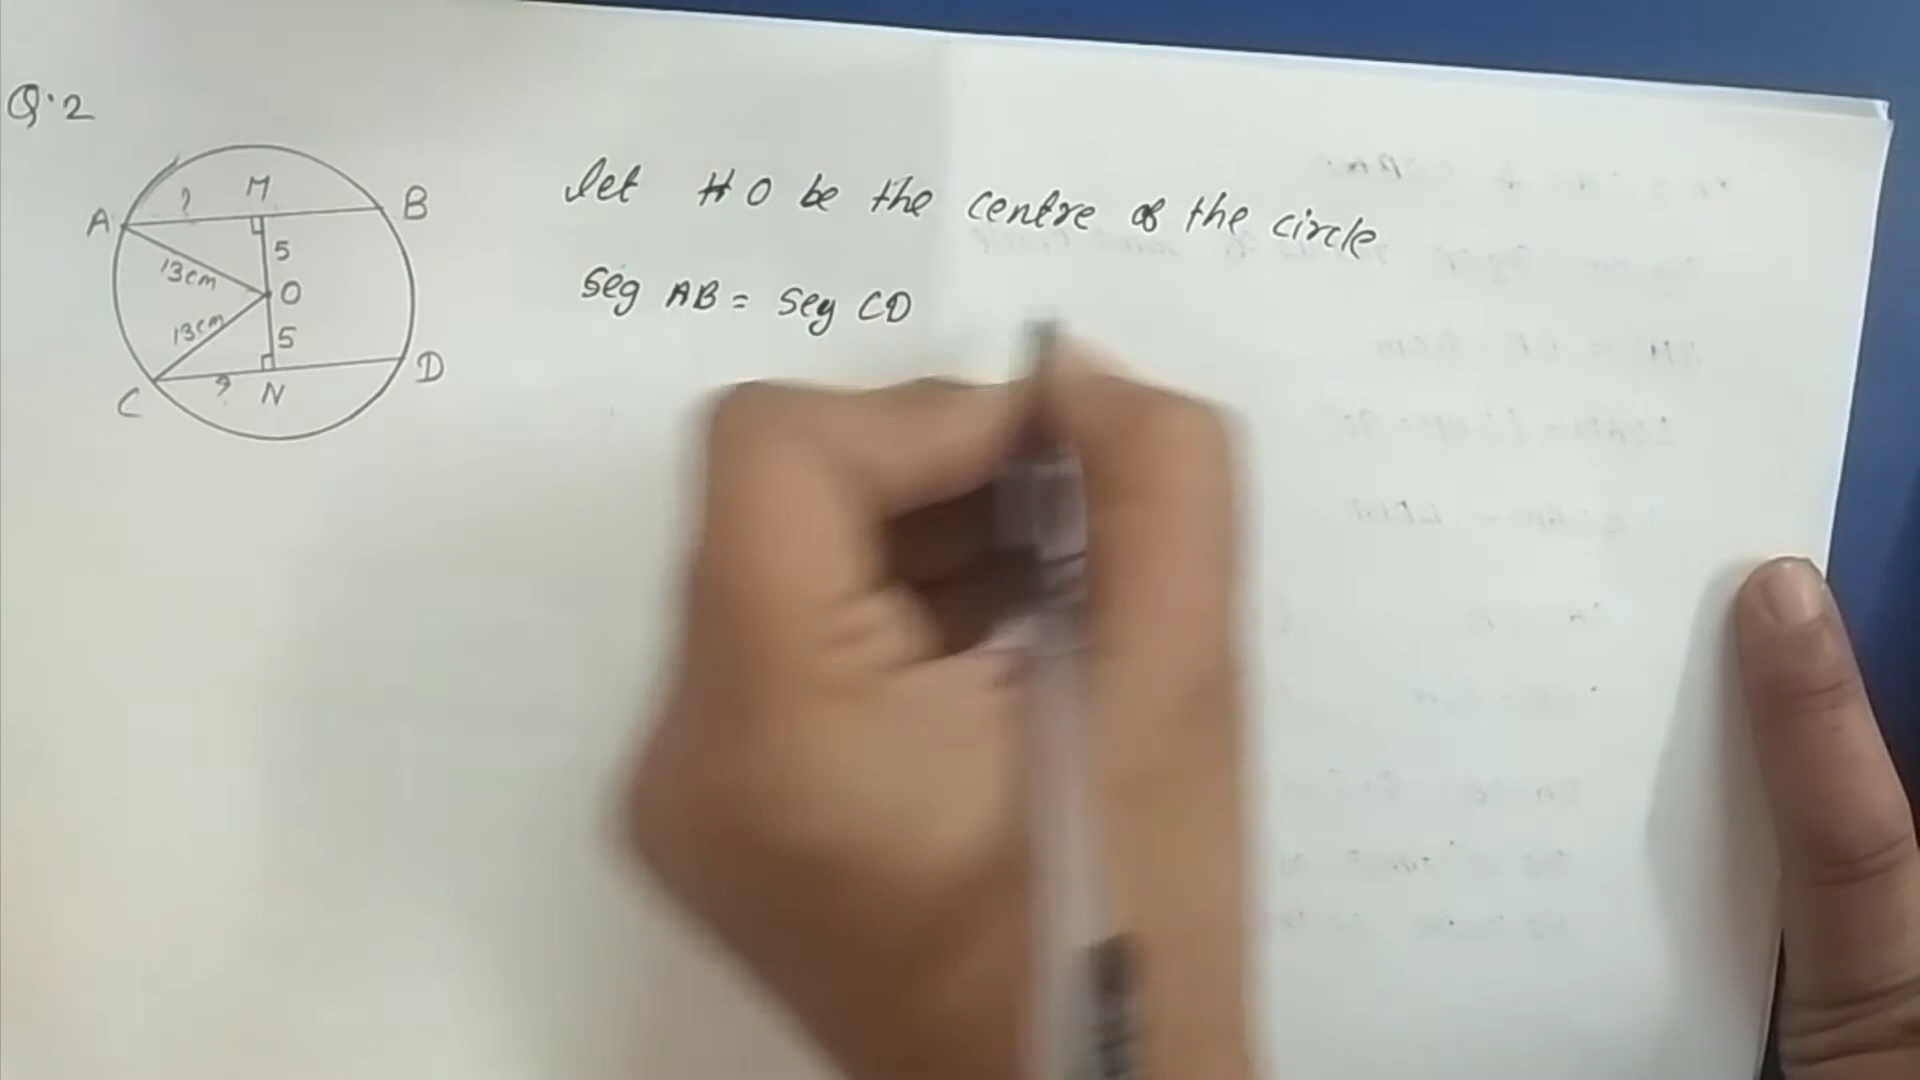 Q.2
A ? M B
5
13cm
O
13cm
5
C ? N D
let O be the centre of the circle
seg AB = seg CD